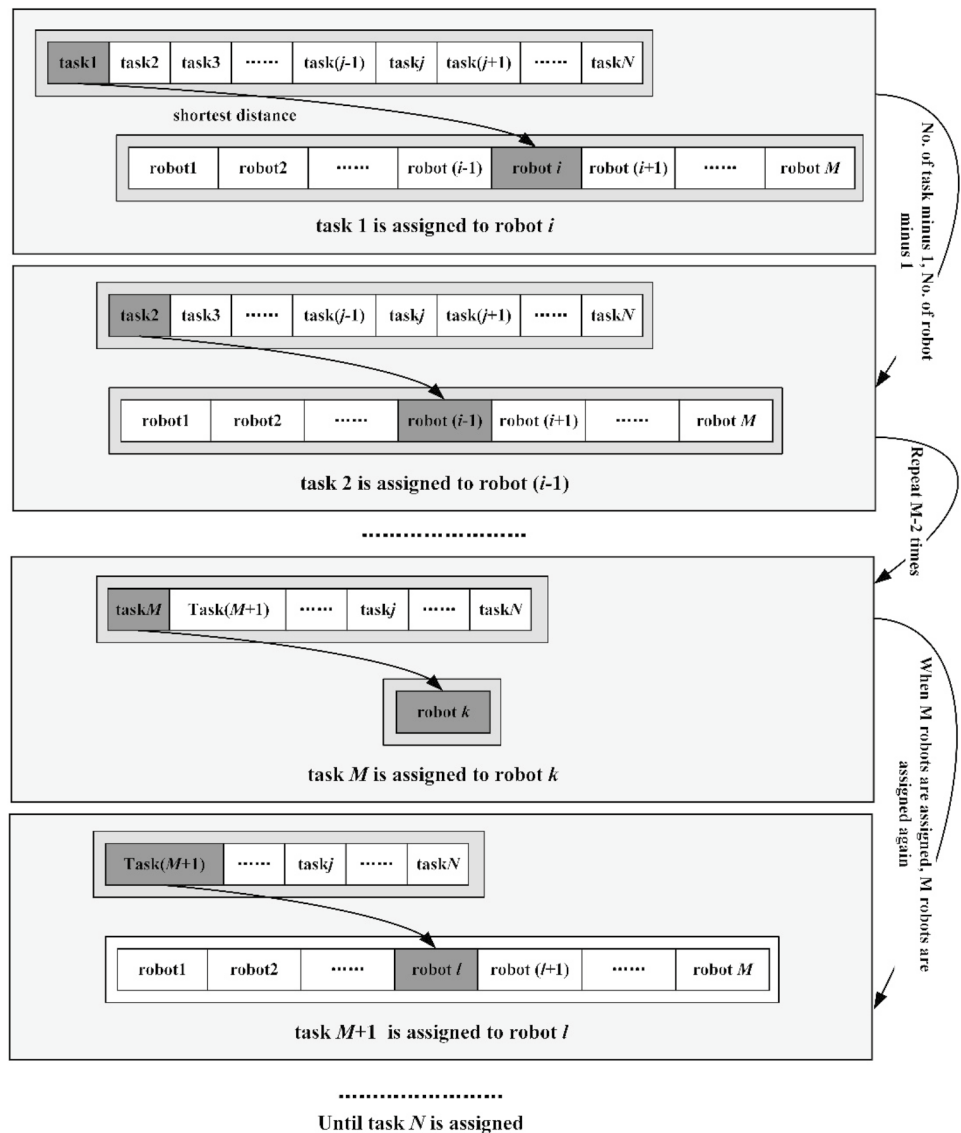 task1 task2 task3 ...... task(j-1) taskj task(j+1) ...... taskN
shortest distance
robot1 robot2 ...... robot (i-1) robot i robot (i+1) ...... robot M
task 1 is assigned to robot i
No. of task minus 1, No. of robot
minus 1
task2 task3 ...... task(j-1) taskj task(j+1) ...... taskN
robot1 robot2 ...... robot (i-1) robot (i+1) ...... robot M
task 2 is assigned to robot (i-1)
Repeat M-2 times
........................
taskM Task(M+1) ...... taskj ...... taskN
robot k
task M is assigned to robot k
When M robots are assigned, M robots are
assigned again
Task(M+1) ...... taskj ...... taskN
robot1 robot2 ...... robot l robot (l+1) ...... robot M
task M+1 is assigned to robot l
........................
Until task N is assigned